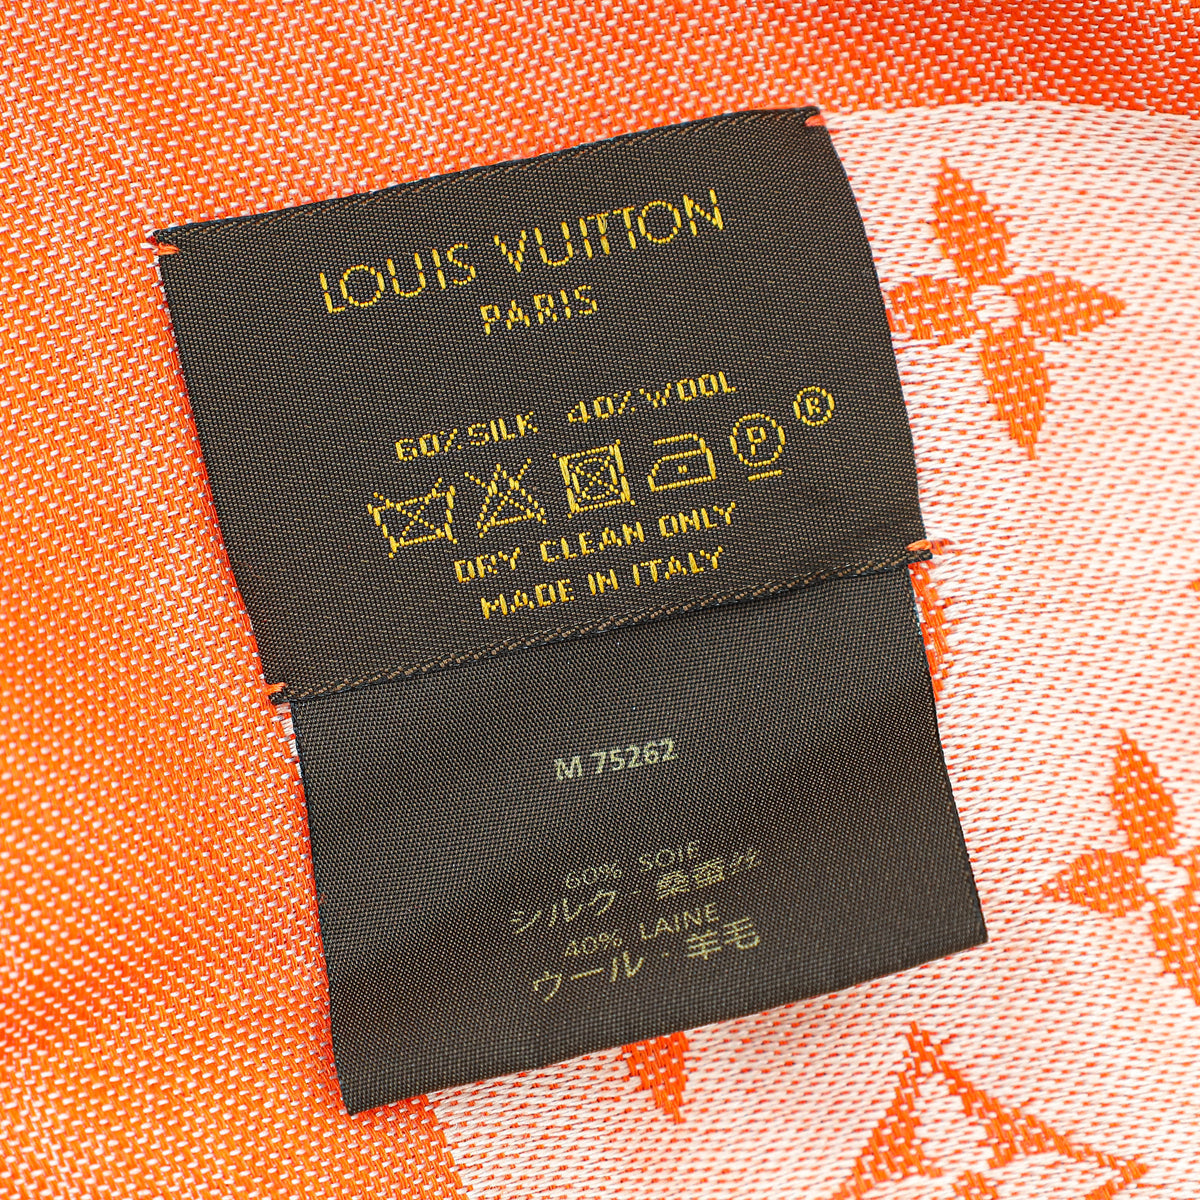 LOUIS VUITTON
PARIS
60% SILK 40% WOOL
P ®
DRY CLEAN ONLY
MADE IN ITALY
M 75262
60% SOIE
シルク - 桑蚕丝
40% LAINE
ウール · 羊毛